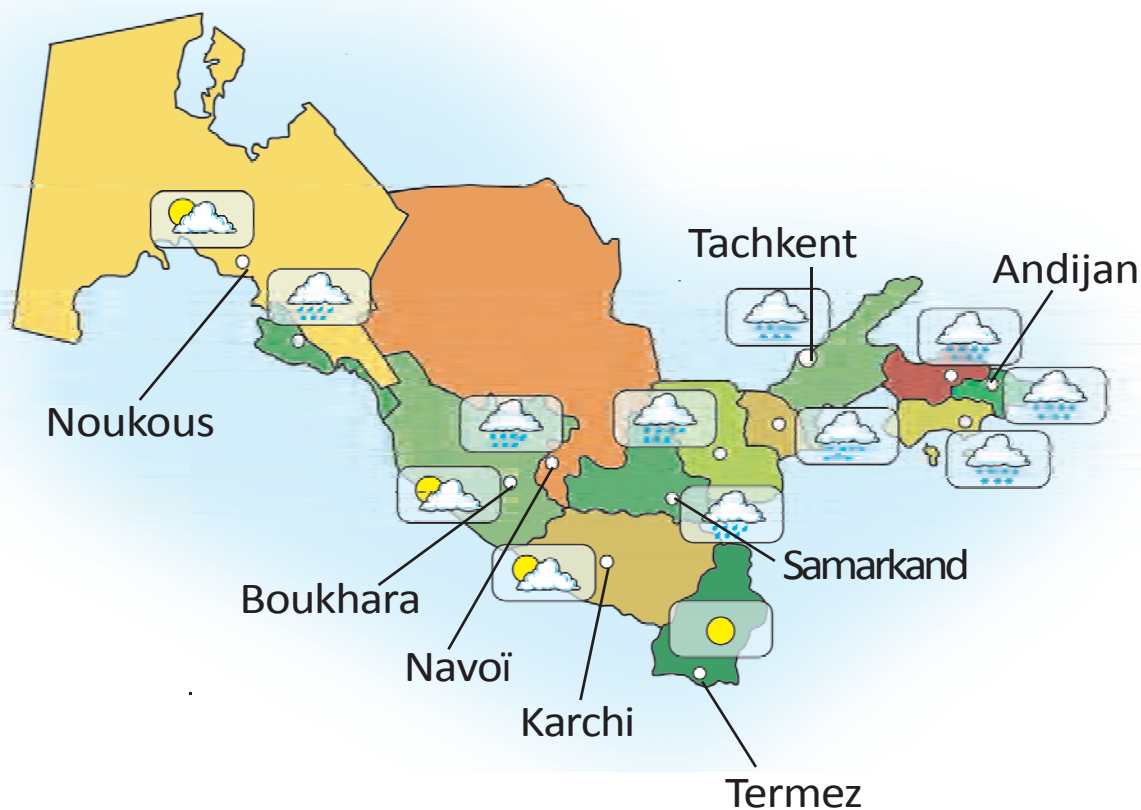 Tachkent
Andijan
Noukous
Samarkand
Boukhara
Navoï
Karchi
Termez